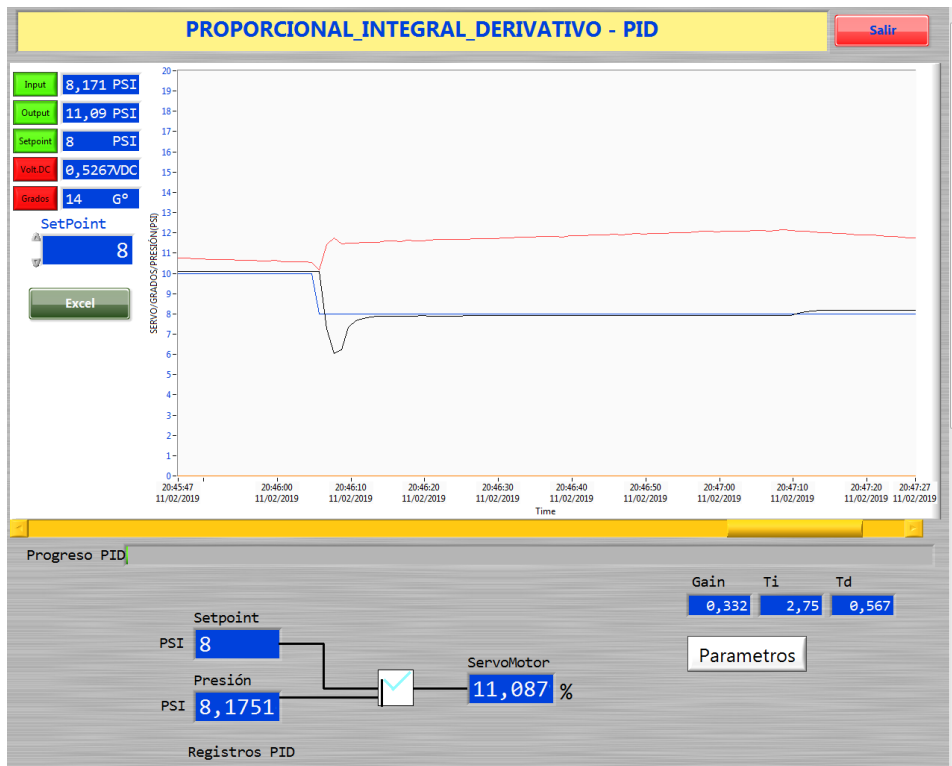 PROPORCIONAL_INTEGRAL_DERIVATIVO - PID
Salir
Input 8,171 PSI
Output 11,09 PSI
Setpoint 8 PSI
Volt.DC 0,5267VDC
Grados 14 G°
SetPoint
8
Excel
SERVO/GRADOS/PRESIÓN(PSI)
20
19
18
17
16
15
14
13
12
11
10
9
8
7
6
5
4
3
2
1
0
20:45:47 20:46:00 20:46:10 20:46:20 20:46:30 20:46:40 20:46:50 20:47:00 20:47:10 20:47:20 20:47:27
11/02/2019 11/02/2019 11/02/2019 11/02/2019 11/02/2019 11/02/2019 11/02/2019 11/02/2019 11/02/2019 11/02/2019 11/02/2019
Time
Progreso PID
Gain Ti Td
0,332 2,75 0,567
Parametros
Setpoint
PSI 8
Presión
PSI 8,1751
ServoMotor
11,087 %
Registros PID